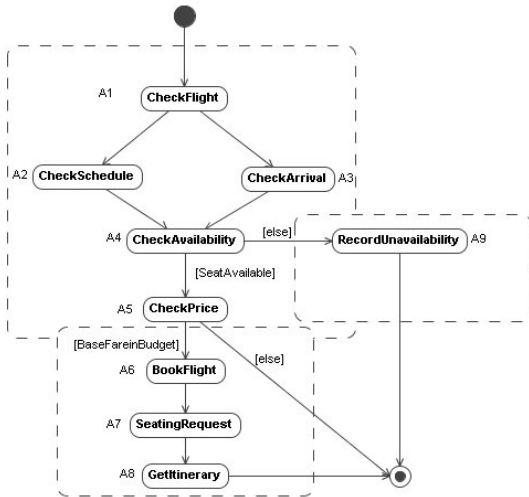 A1 CheckFlight
A2 CheckSchedule CheckArrival A3
A4 CheckAvailability [else] RecordUnavailability A9
[SeatAvailable]
A5 CheckPrice
[BaseFareinBudget] [else]
A6 BookFlight
A7 SeatingRequest
A8 GetItinerary